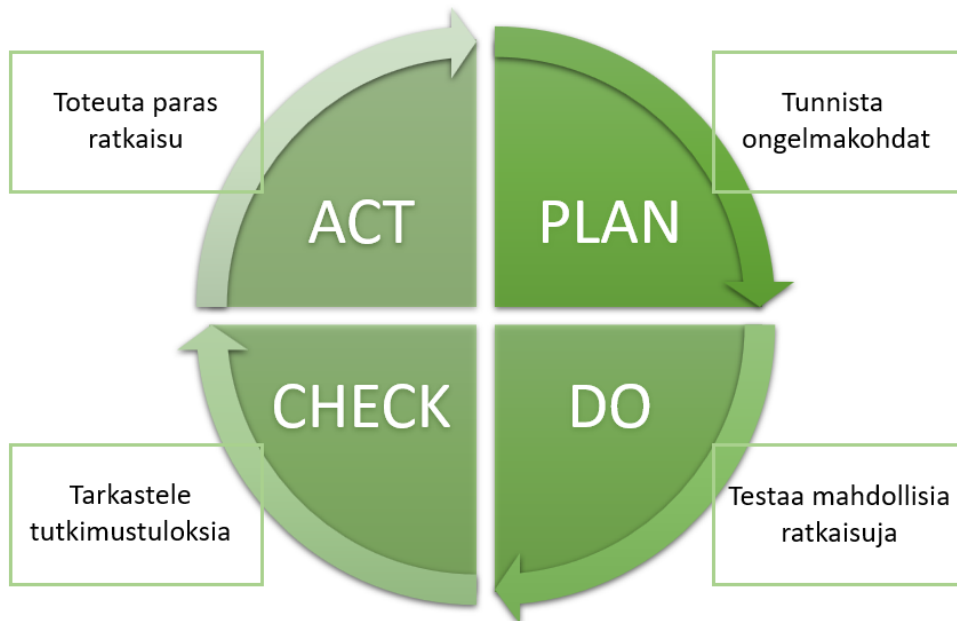 Toteuta paras
ratkaisu
Tunnista
ongelmakohdat
ACT
PLAN
CHECK
DO
Tarkastele
tutkimustuloksia
Testaa mahdollisia
ratkaisuja